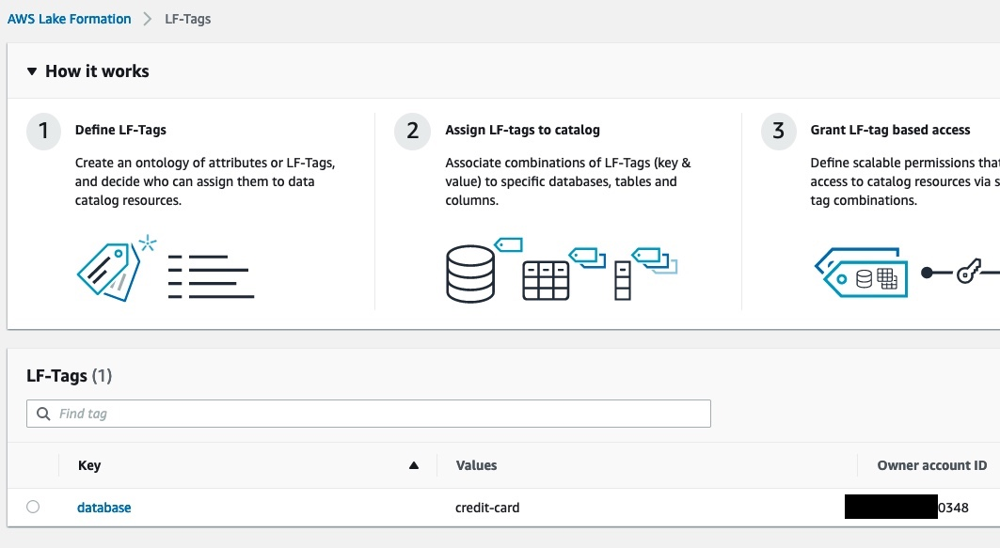 AWS Lake Formation > LF-Tags
How it works
1
Define LF-Tags
Create an ontology of attributes or LF-Tags,
and decide who can assign them to data
catalog resources.
2
Assign LF-tags to catalog
Associate combinations of LF-Tags (key &
value) to specific databases, tables and
columns.
3
Grant LF-tag based access
Define scalable permissions that
access to catalog resources via s
tag combinations.
LF-Tags (1)
Find tag
Key Values Owner account ID
database credit-card 0348